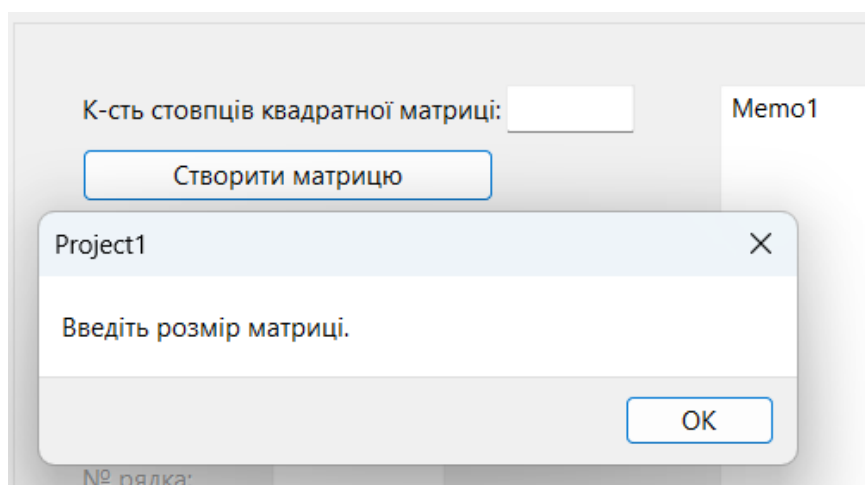 К-сть стовпців квадратної матриці:
Memo1
Створити матрицю
Project1
Введіть розмір матриці.
OK
№ рядка: